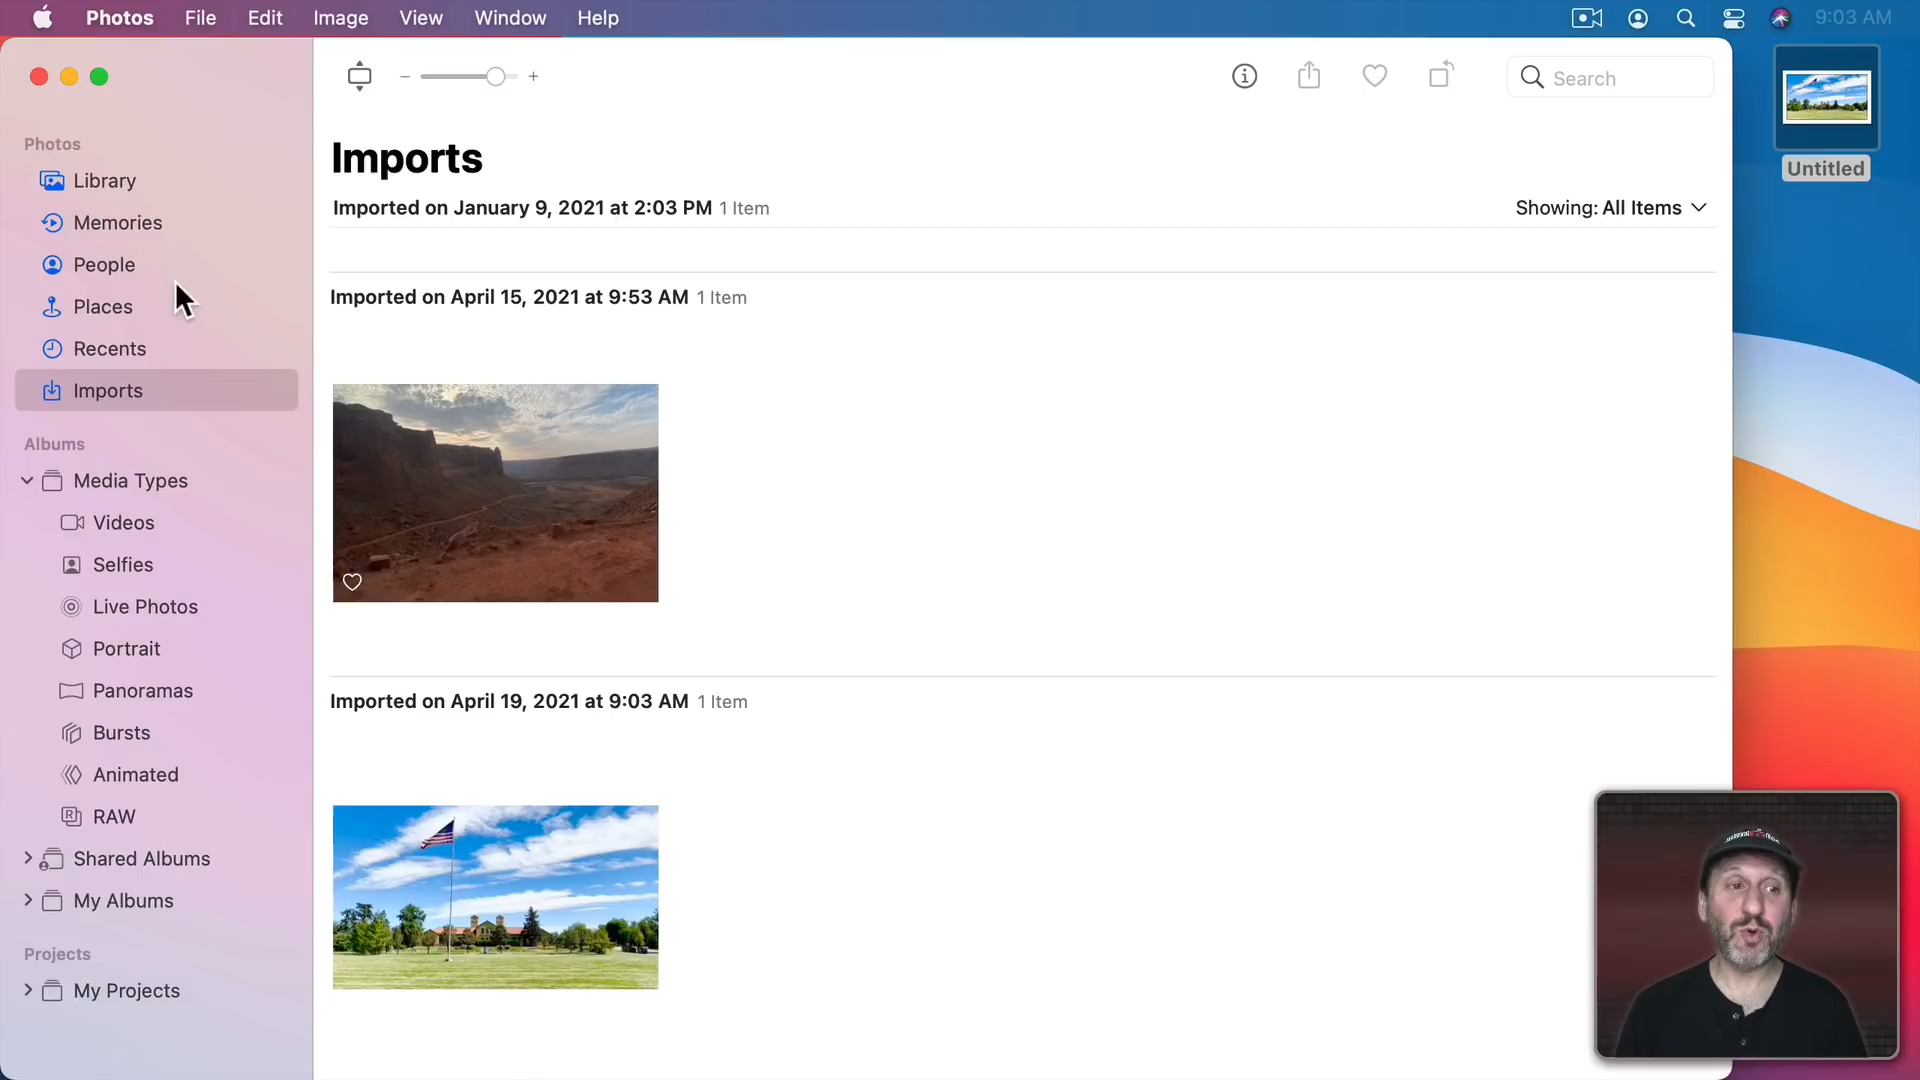 Photos File Edit Image View Window Help 9:03 AM
Search
Untitled
Photos
Library
Memories
People
Places
Recents
Imports
Albums
Media Types
Videos
Selfies
Live Photos
Portrait
Panoramas
Bursts
Animated
RAW
Shared Albums
My Albums
Projects
My Projects
Imports
Imported on January 9, 2021 at 2:03 PM 1 Item
Showing: All Items
Imported on April 15, 2021 at 9:53 AM 1 Item
Imported on April 19, 2021 at 9:03 AM 1 Item